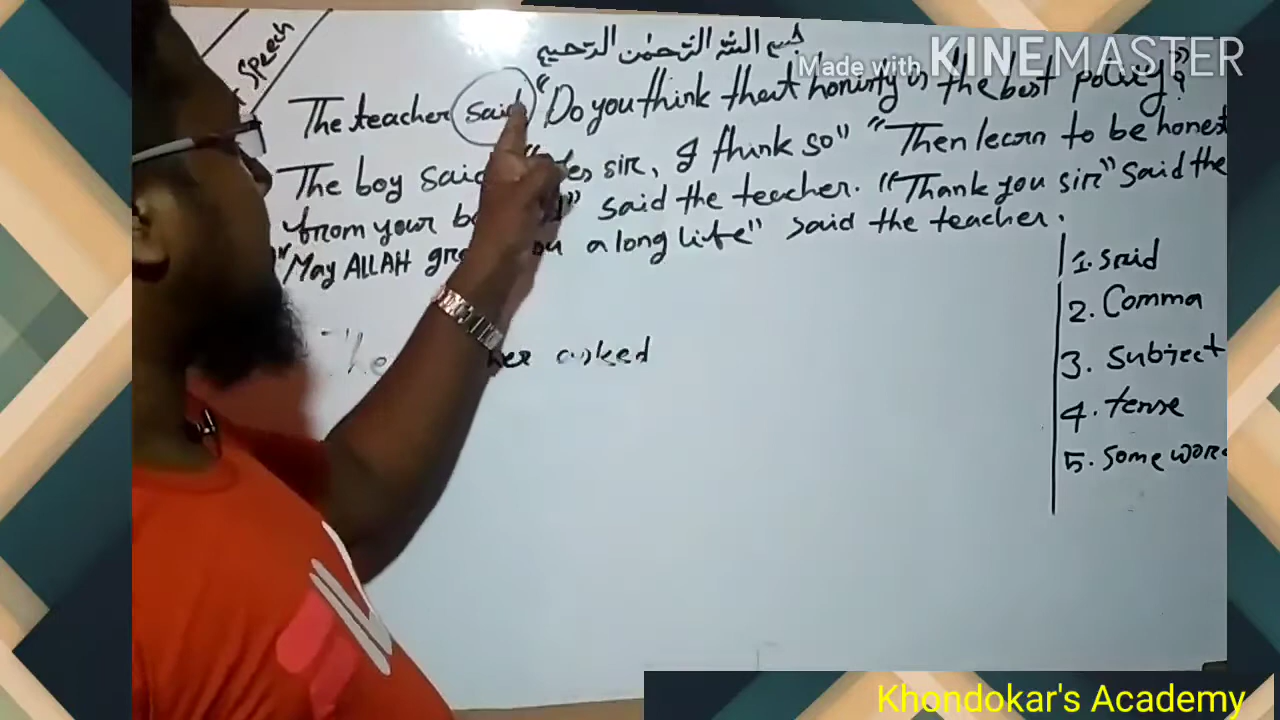 Speech
بسم الله الرحمن الرحيم
Made with KINEMASTER
The teacher said "Do you think that honesty is the best policy"?
The boy said "Yes sir, I think so" "Then learn to be honest
from your said the teacher. "Thank you sir" said the
"May ALLAH you a long life" said the teacher.
The asked
1. said
2. Comma
3. Subject
4. tense
5. Some
Khondokar's Academy